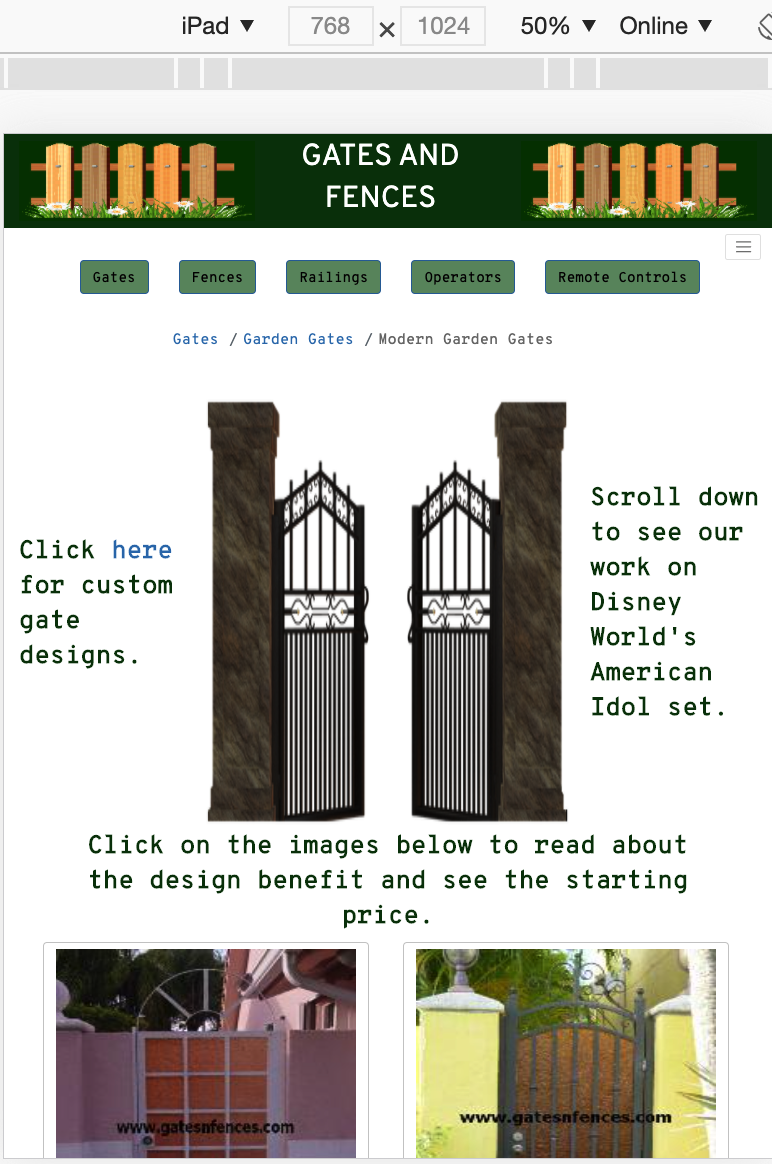 iPad ▼ 768 × 1024 50% ▼ Online ▼
GATES AND
FENCES
Gates Fences Railings Operators Remote Controls
Gates / Garden Gates / Modern Garden Gates
Click here
for custom
gate
designs.
Scroll down
to see our
work on
Disney
World's
American
Idol set.
Click on the images below to read about
the design benefit and see the starting
price.
www.gatesnfences.com
www.gatesnfences.com